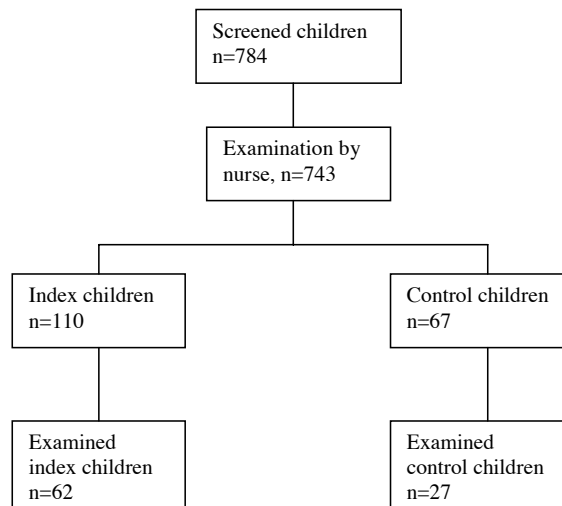 Screened children
n=784
Examination by
nurse, n=743
Index children
n=110
Control children
n=67
Examined
index children
n=62
Examined
control children
n=27